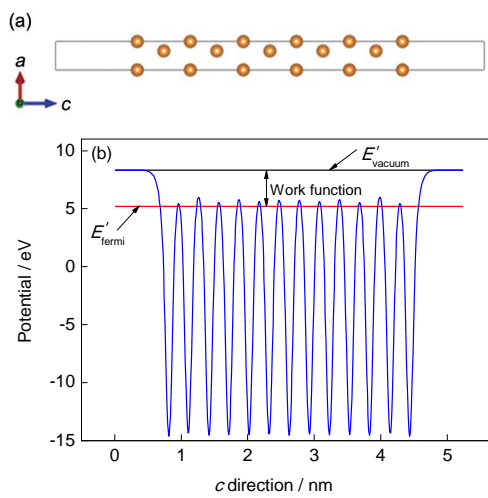 (a)
a
c
(b)
E′vacuum
Work function
E′fermi
Potential / eV
10
5
0
-5
-10
-15
0
1
2
3
4
5
c direction / nm